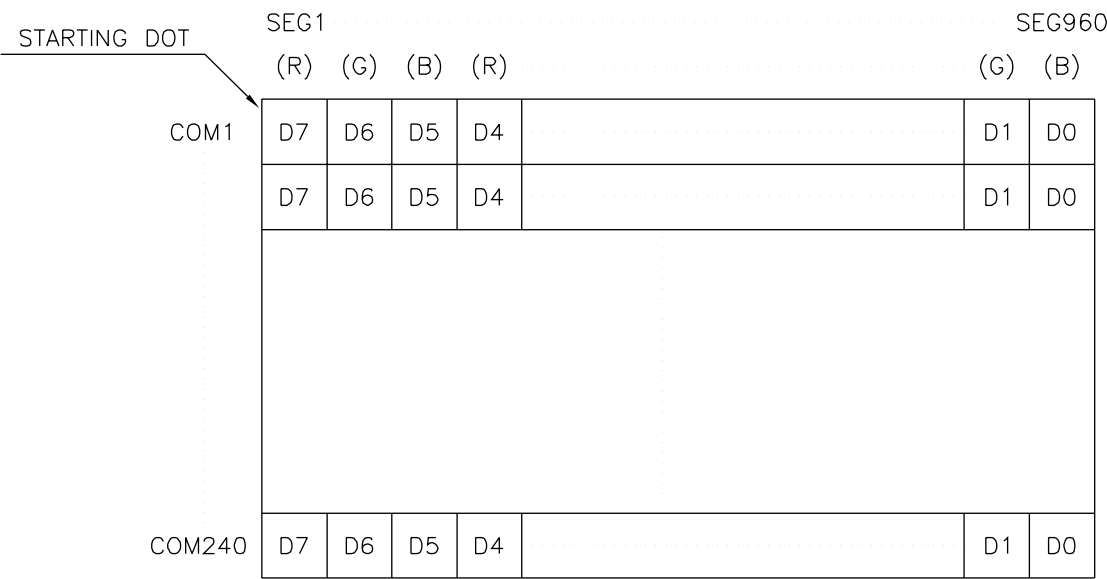 SEG1 SEG960
STARTING DOT
(R) (G) (B) (R) (G) (B)
COM1 D7 D6 D5 D4 D1 D0
D7 D6 D5 D4 D1 D0
COM240 D7 D6 D5 D4 D1 D0